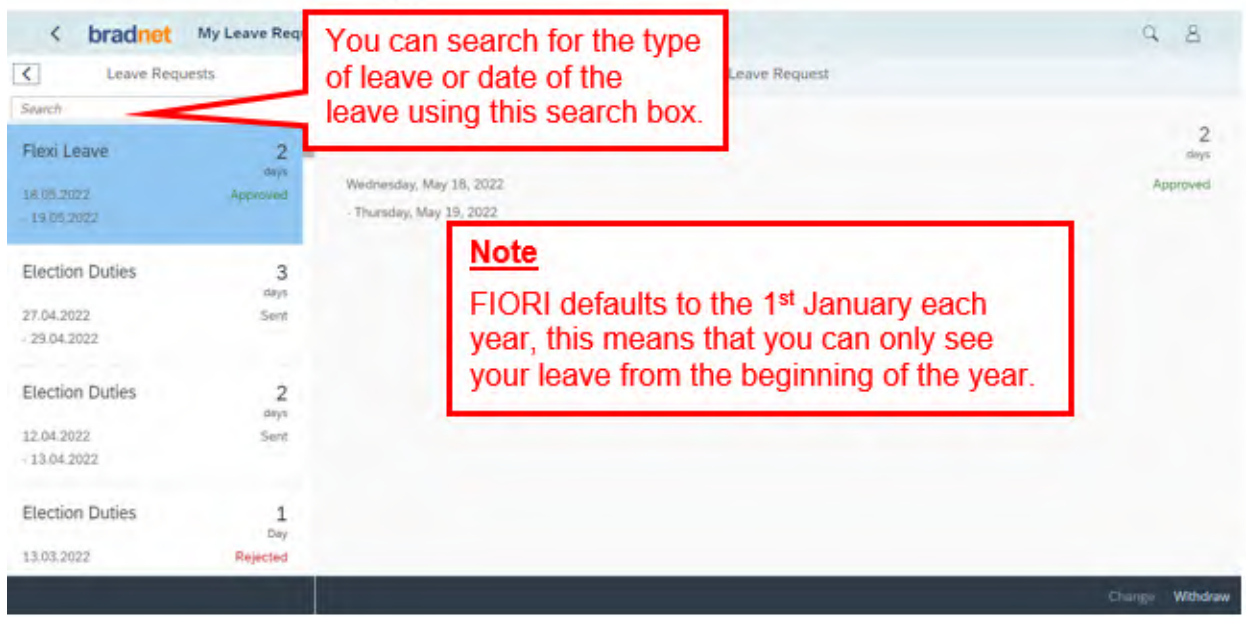 bradnet My Leave Req
You can search for the type
of leave or date of the
leave using this search box.
Leave Requests
Leave Request
Search
Flexi Leave 2
days
18.05.2022 Approved
- 19.05.2022
2
days
Wednesday, May 18, 2022 Approved
- Thursday, May 19, 2022
Note
FIORI defaults to the 1st January each
year, this means that you can only see
your leave from the beginning of the year.
Election Duties 3
days
27.04.2022 Sent
- 29.04.2022
Election Duties 2
days
12.04.2022 Sent
- 13.04.2022
Election Duties 1
Day
13.03.2022 Rejected
Change Withdraw